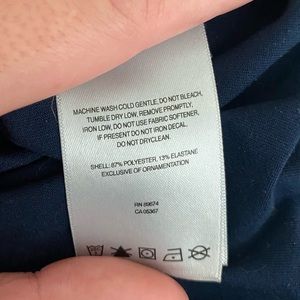 MACHINE WASH COLD GENTLE, DO NOT BLEACH,
TUMBLE DRY LOW, REMOVE PROMPTLY,
IRON LOW, DO NOT USE FABRIC SOFTENER,
IF PRESENT DO NOT IRON DECAL.
DO NOT DRYCLEAN.
SHELL: 87% POLYESTER, 13% ELASTANE
EXCLUSIVE OF ORNAMENTATION
RN 89674
CA 05367